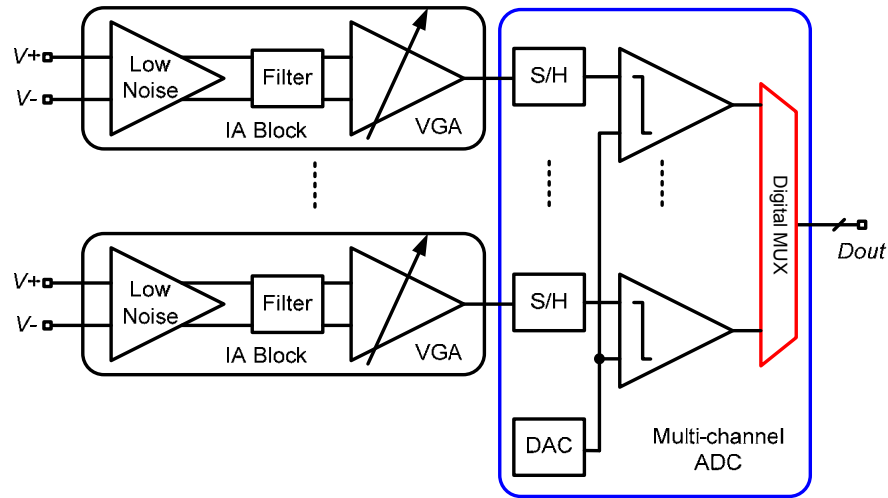 V+
V-
Low
Noise
Filter
IA Block
VGA
S/H
V+
V-
Low
Noise
Filter
IA Block
VGA
S/H
DAC
Multi-channel
ADC
Digital MUX
Dout